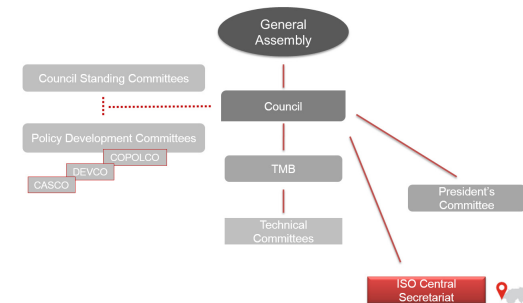 General
Assembly
Council Standing Committees
Council
Policy Development Committees
COPOLCO
DEVCO
CASCO
TMB
President's
Committee
Technical
Committees
ISO Central
Secretariat